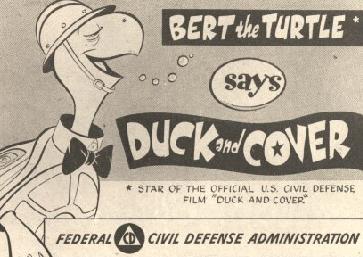 BERT the TURTLE *
says
DUCK and COVER
* STAR OF THE OFFICIAL U.S. CIVIL DEFENSE
FILM "DUCK AND COVER"
FEDERAL CD CIVIL DEFENSE ADMINISTRATION